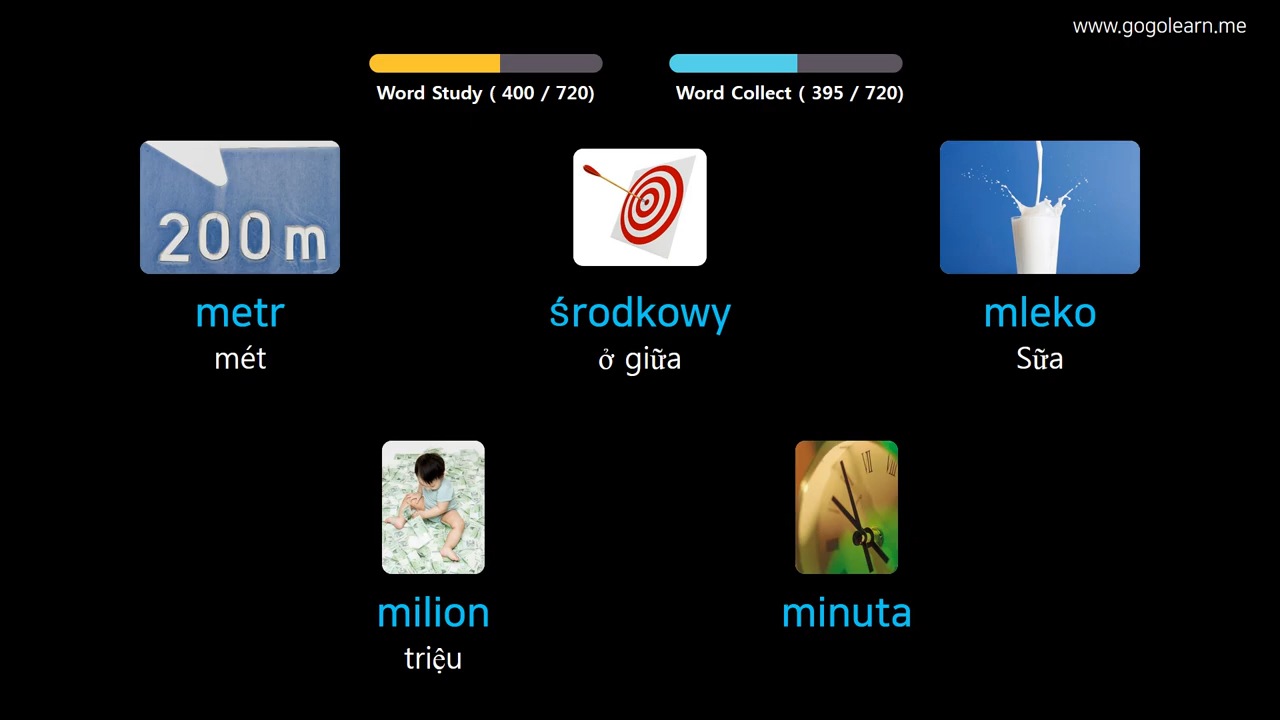 www.gogolearn.me
Word Study ( 400 / 720)
Word Collect ( 395 / 720)
200m
metr
mét
środkowy
ở giữa
mleko
Sữa
milion
triệu
minuta